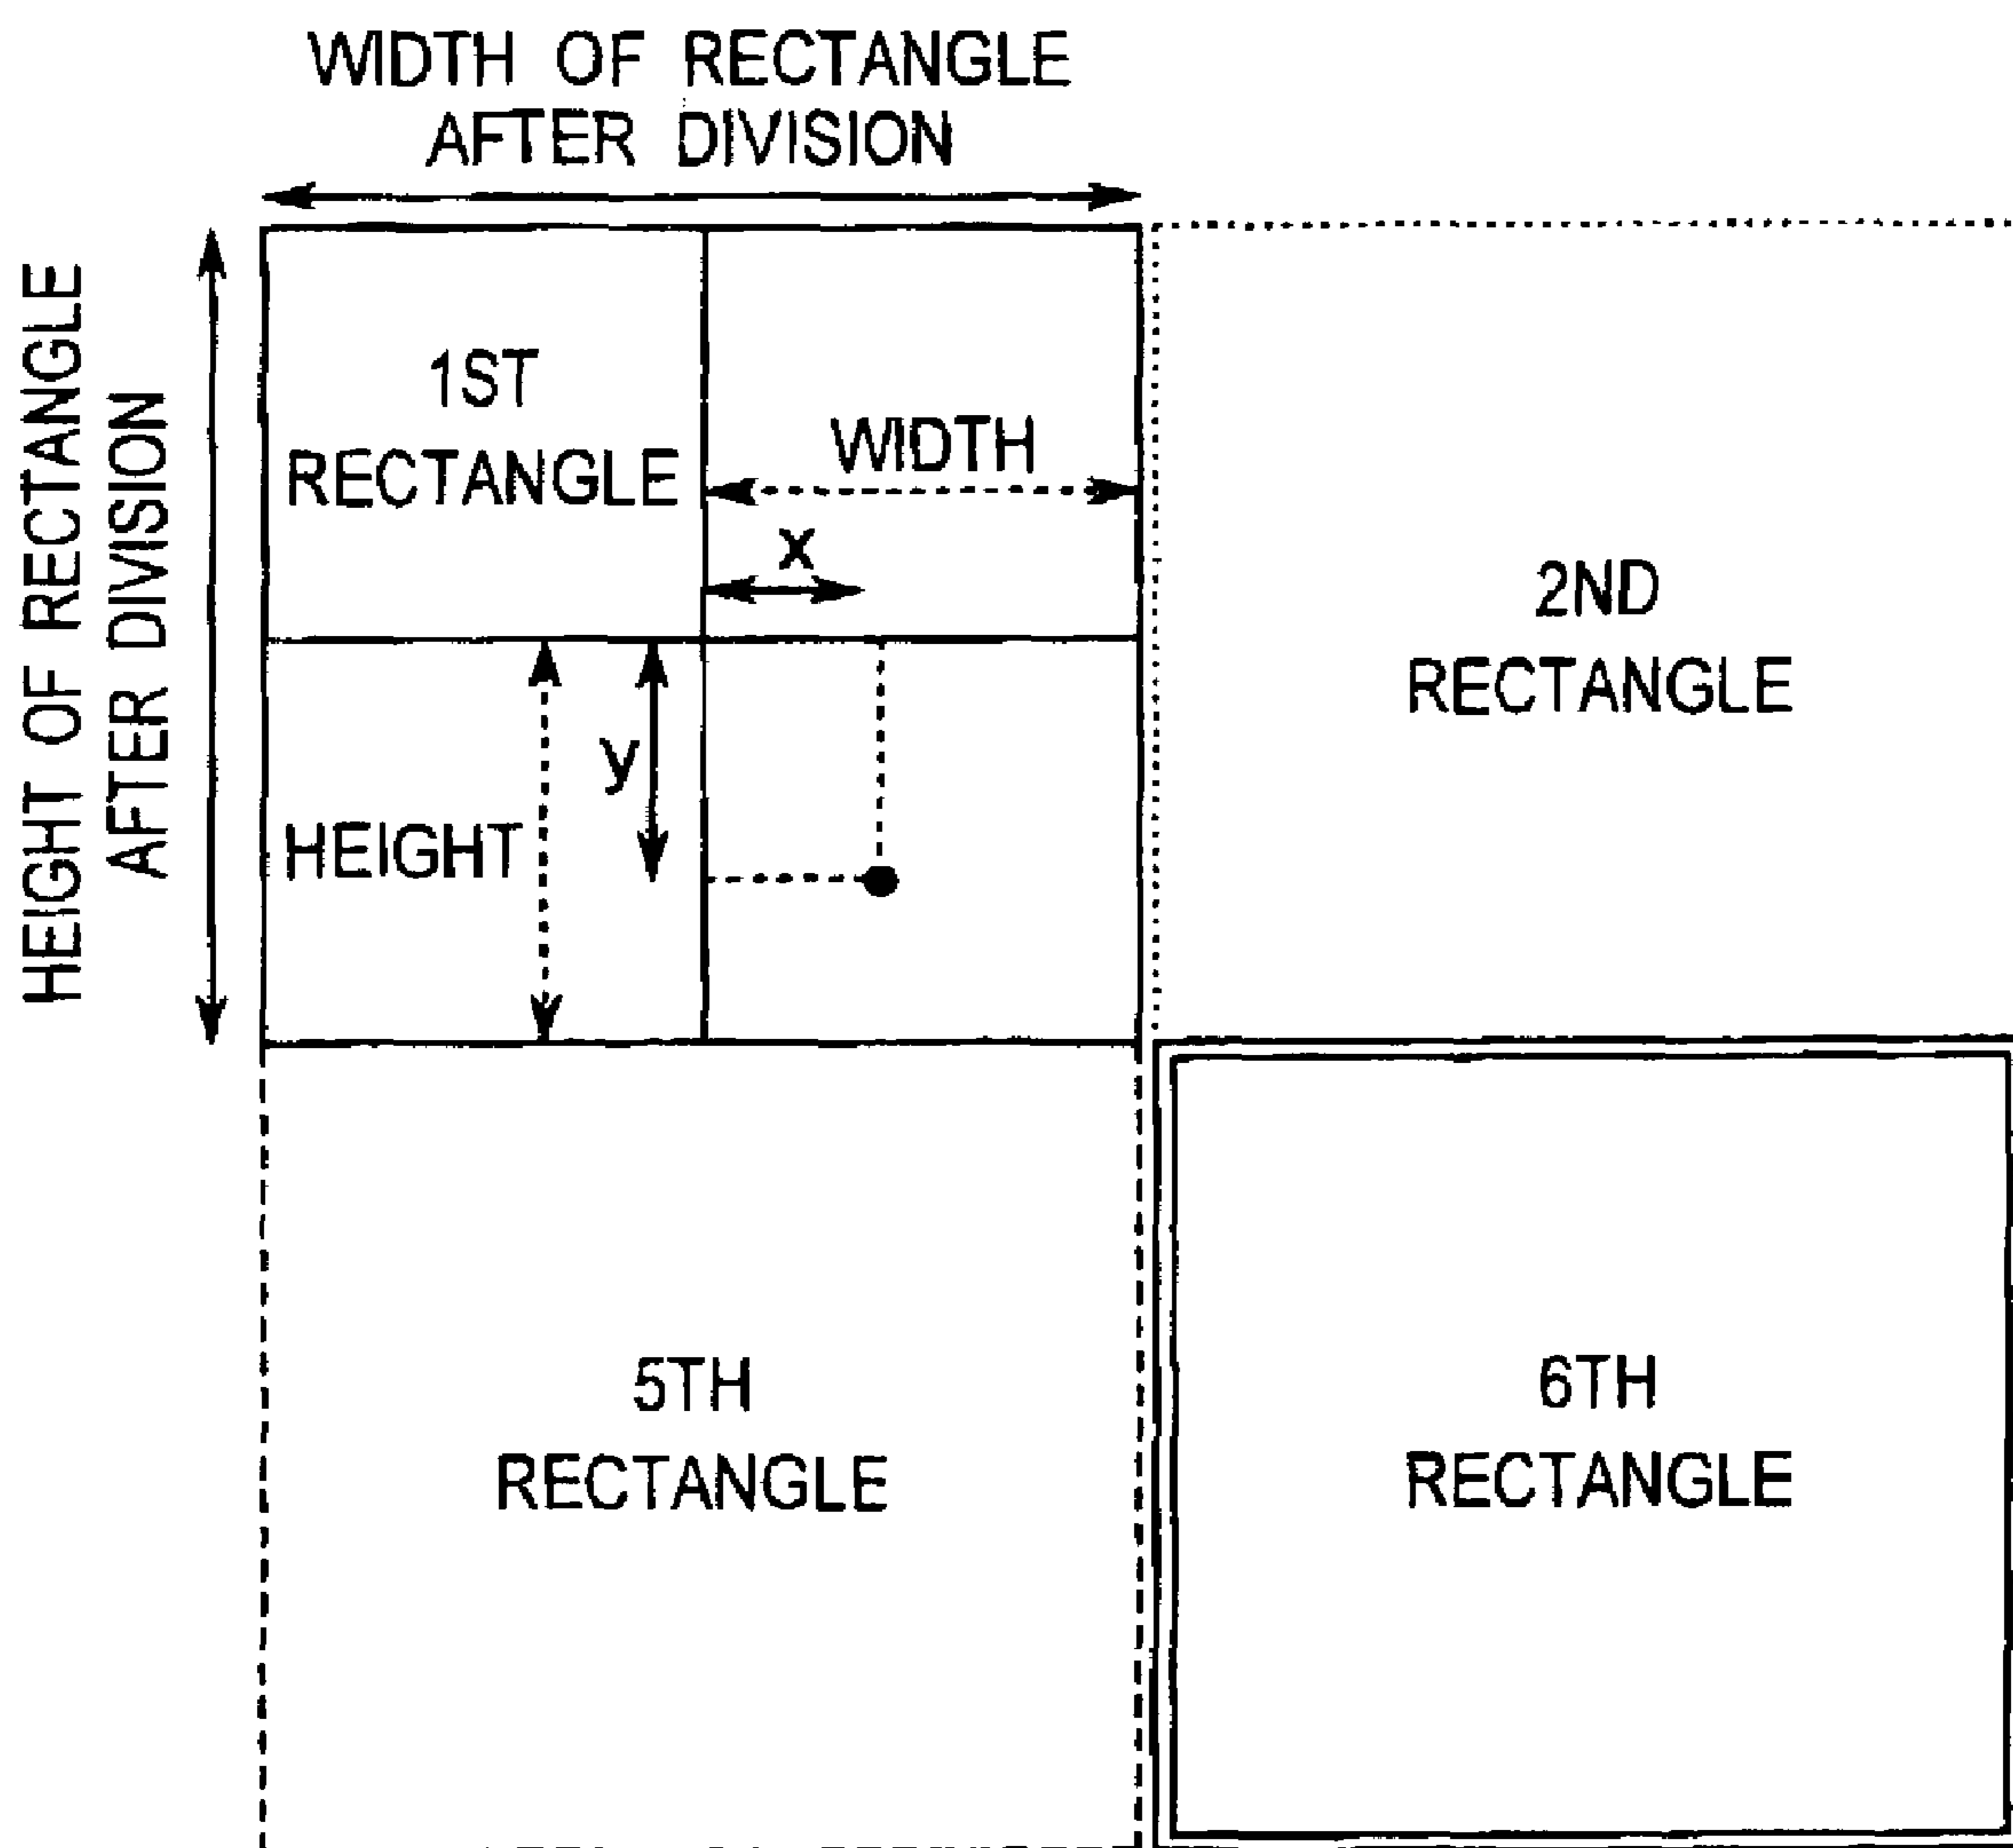 WIDTH OF RECTANGLE
AFTER DIVISION
HEIGHT OF RECTANGLE
AFTER DIVISION
1ST
RECTANGLE
WIDTH
x
2ND
RECTANGLE
y
HEIGHT
5TH
RECTANGLE
6TH
RECTANGLE